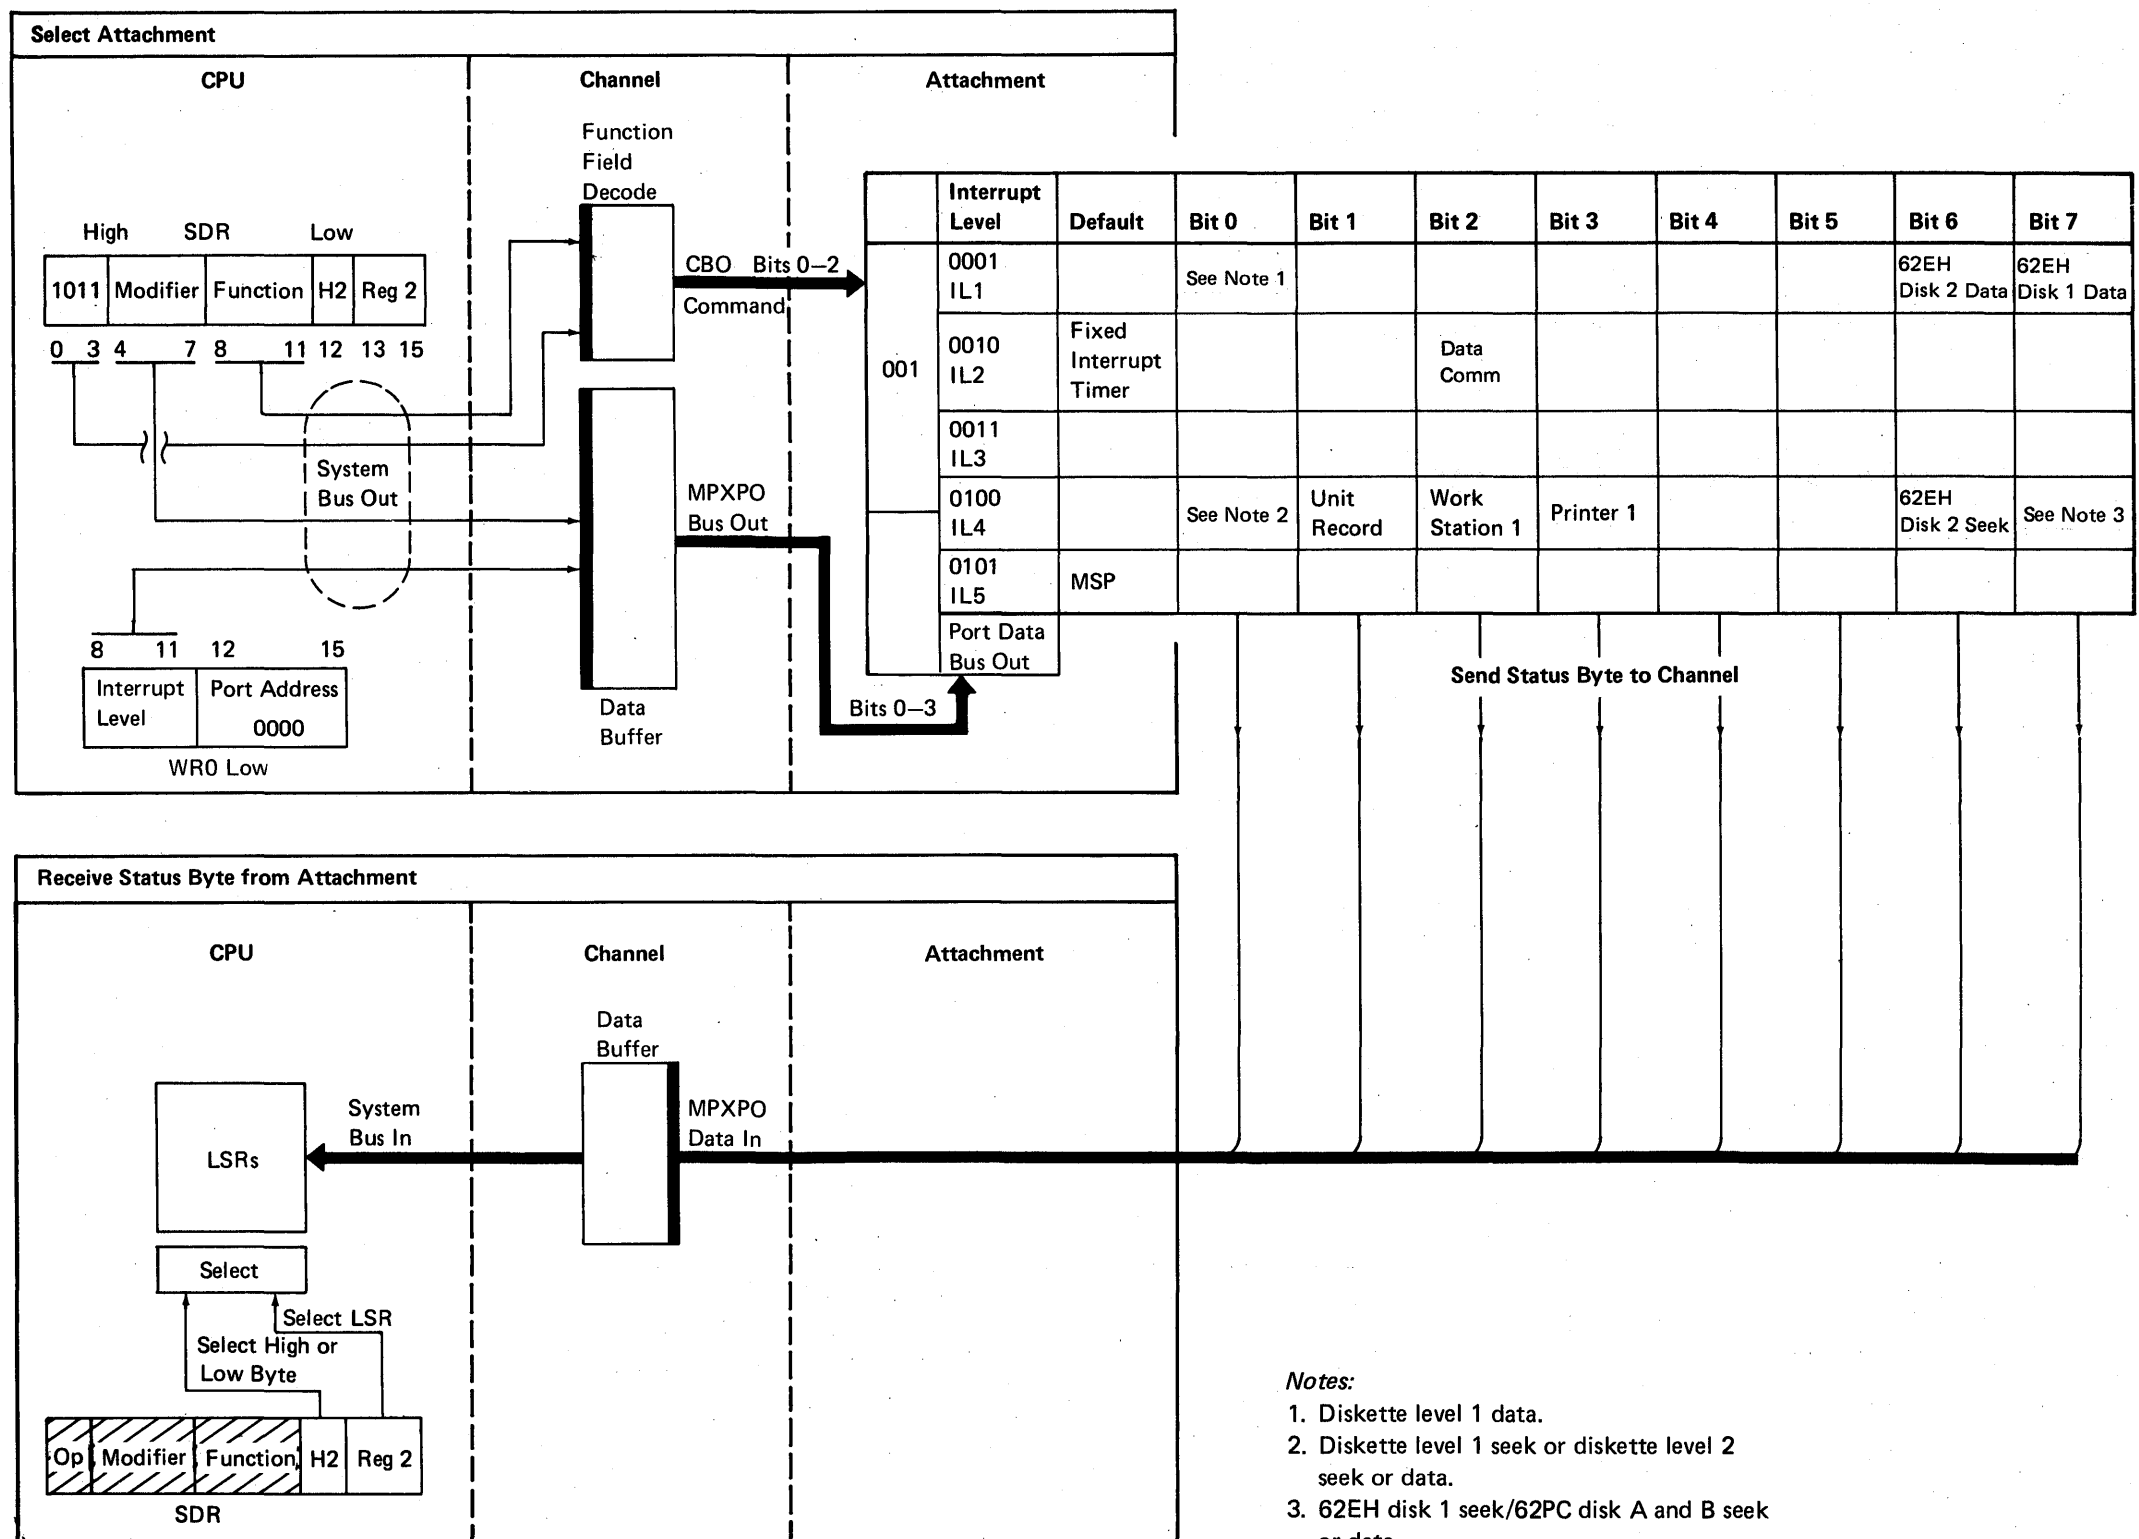 Select Attachment
CPU
Channel
Attachment
Function
Field
Decode
High SDR Low
1011 Modifier Function H2 Reg 2
0 3 4 7 8 11 12 13 15
CBO Bits 0–2
Command
System
Bus Out
MPXPO
Bus Out
8 11 12 15
Interrupt
Level
Port Address
0000
WR0 Low
Data
Buffer
Bits 0–3
Interrupt
Level
Default Bit 0 Bit 1 Bit 2 Bit 3 Bit 4 Bit 5 Bit 6 Bit 7
001
0001
IL1
See Note 1
62EH
Disk 2 Data
62EH
Disk 1 Data
0010
IL2
Fixed
Interrupt
Timer
Data
Comm
0011
IL3
0100
IL4
See Note 2
Unit
Record
Work
Station 1
Printer 1
62EH
Disk 2 Seek
See Note 3
0101
IL5
MSP
Port Data
Bus Out
Send Status Byte to Channel
Receive Status Byte from Attachment
CPU
Channel
Attachment
Data
Buffer
LSRs
System
Bus In
MPXPO
Data In
Select
Select LSR
Select High or
Low Byte
Op Modifier Function H2 Reg 2
SDR
Notes:
1. Diskette level 1 data.
2. Diskette level 1 seek or diskette level 2
seek or data.
3. 62EH disk 1 seek/62PC disk A and B seek
or data.